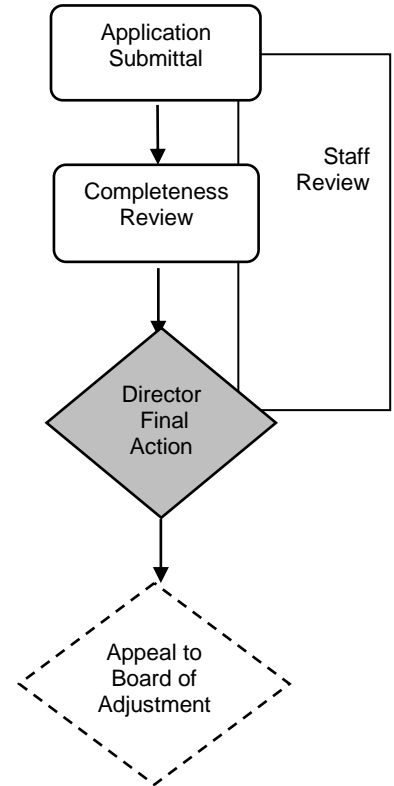 Application
Submittal
Staff
Review
Completeness
Review
Director
Final
Action
Appeal to
Board of
Adjustment